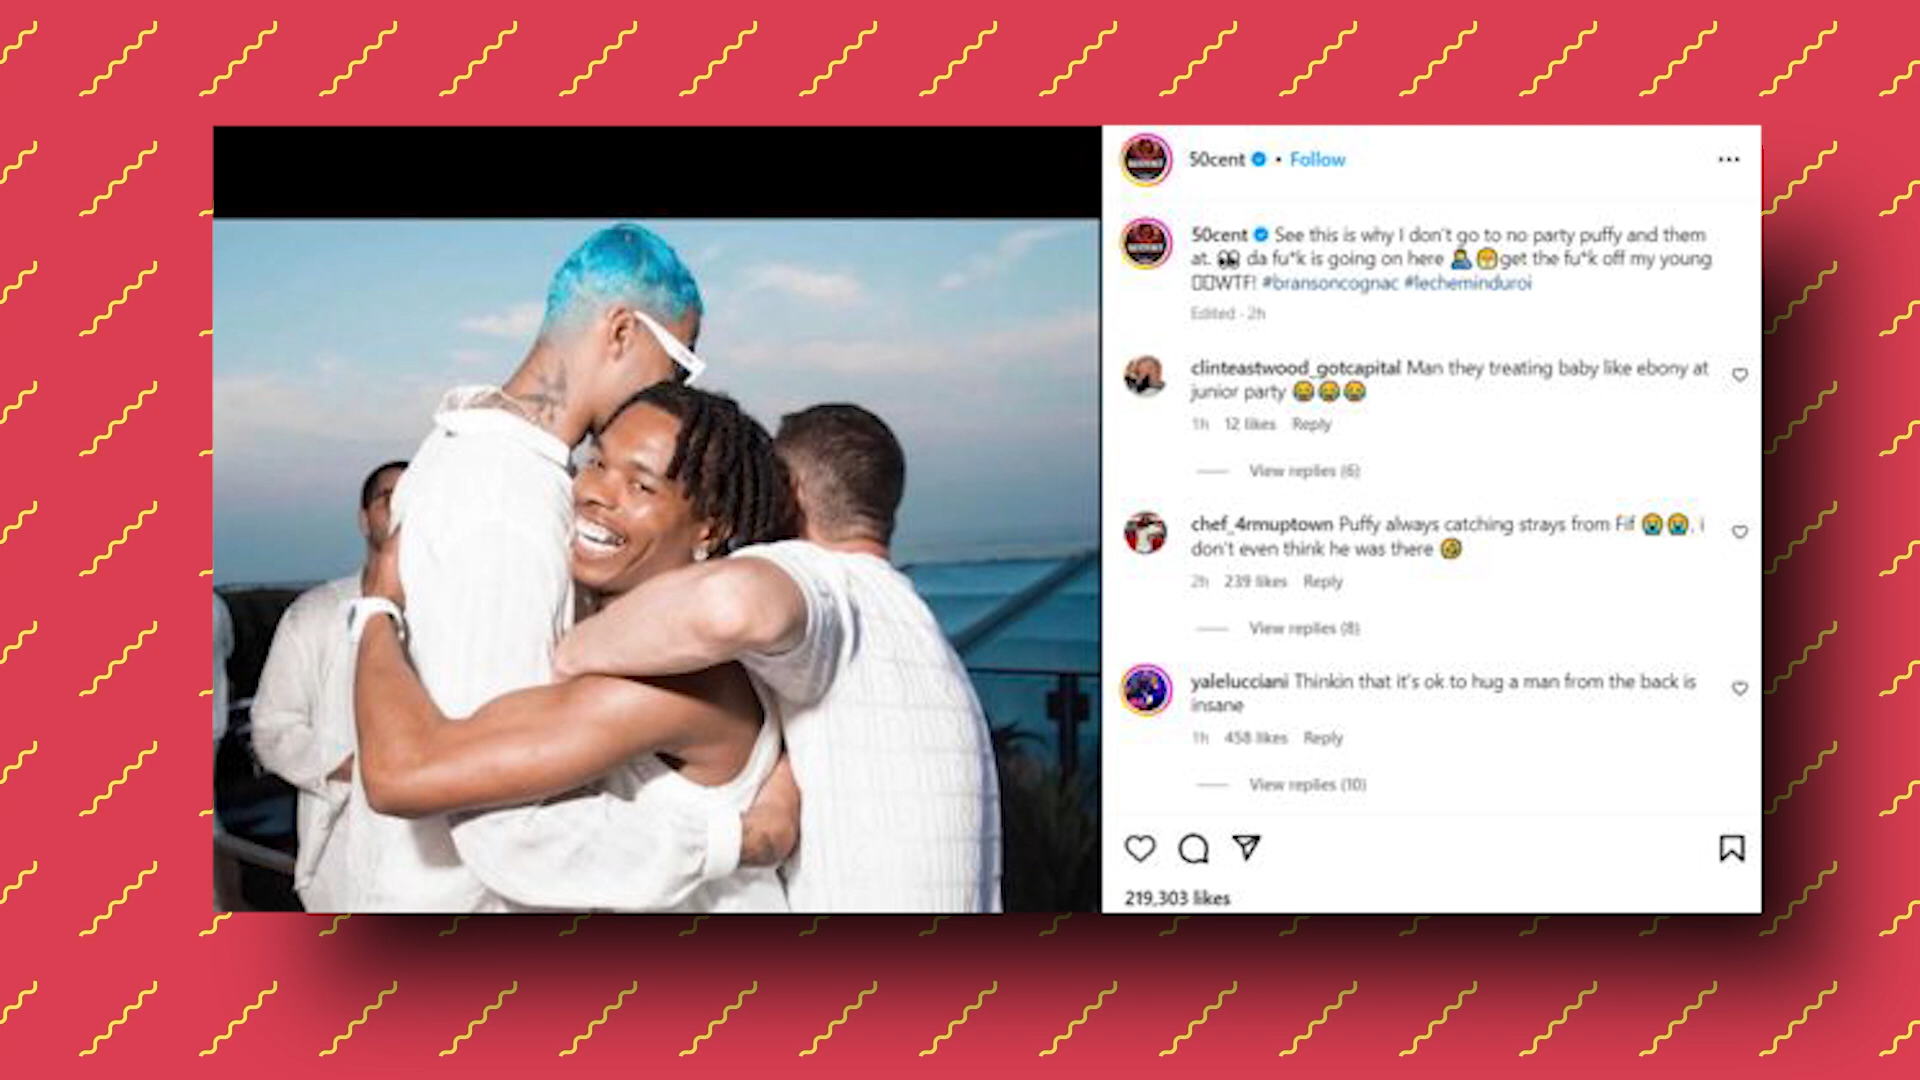 50cent • Follow
50cent See this is why I don't go to no party puffy and them
at. 👀 da fu*k is going on here 🤷‍♂️😤get the fu*k off my young
▯▯WTF! #bransoncognac #lecheminduroi
Edited · 2h
clinteastwood_gotcapital Man they treating baby like ebony at
junior party 😂😂😂
1h 12 likes Reply
View replies (6)
chef_4rmuptown Puffy always catching strays from Fif 😭😭, i
don't even think he was there 🤣
2h 239 likes Reply
View replies (8)
yalelucciani Thinkin that it's ok to hug a man from the back is
insane
1h 458 likes Reply
View replies (10)
219,303 likes